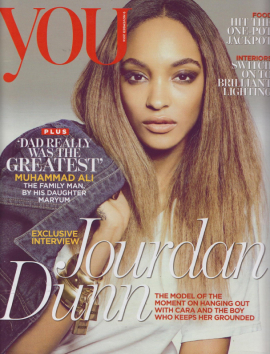 YOU
FOOD
HIT THE
ONE-POT
JACKPOT
INTERIORS
SWITCH
ON TO
BRILLIANT
LIGHTING
PLUS
‘DAD REALLY
WAS THE
GREATEST’
MUHAMMAD ALI
THE FAMILY MAN,
BY HIS DAUGHTER
MARYUM
EXCLUSIVE
INTERVIEW
Jourdan
Dunn
THE MODEL OF THE
MOMENT ON HANGING OUT
WITH CARA AND THE BOY
WHO KEEPS HER GROUNDED